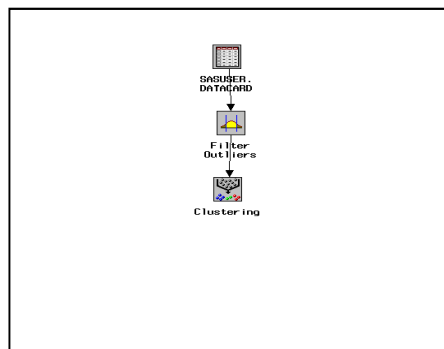 SASUSER.
DATACARD
Filter
Outliers
Clustering